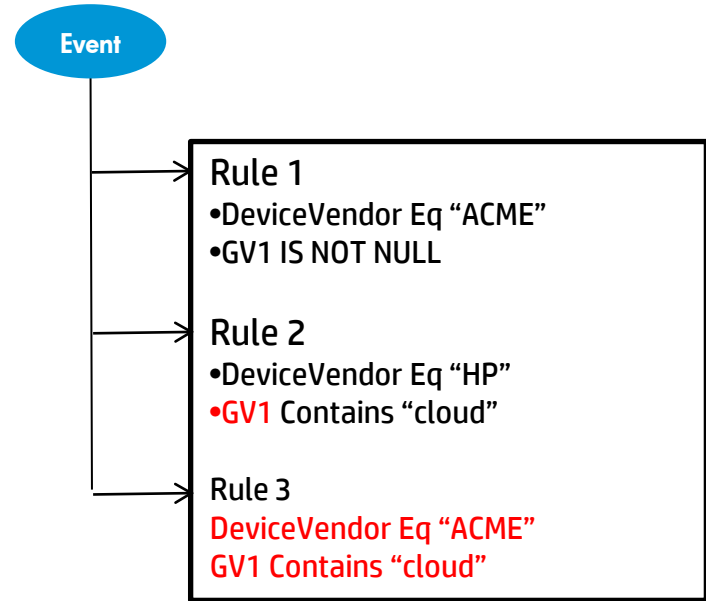 Event
Rule 1
•DeviceVendor Eq “ACME”
•GV1 IS NOT NULL
Rule 2
•DeviceVendor Eq “HP”
•GV1 Contains “cloud”
Rule 3
DeviceVendor Eq “ACME”
GV1 Contains “cloud”